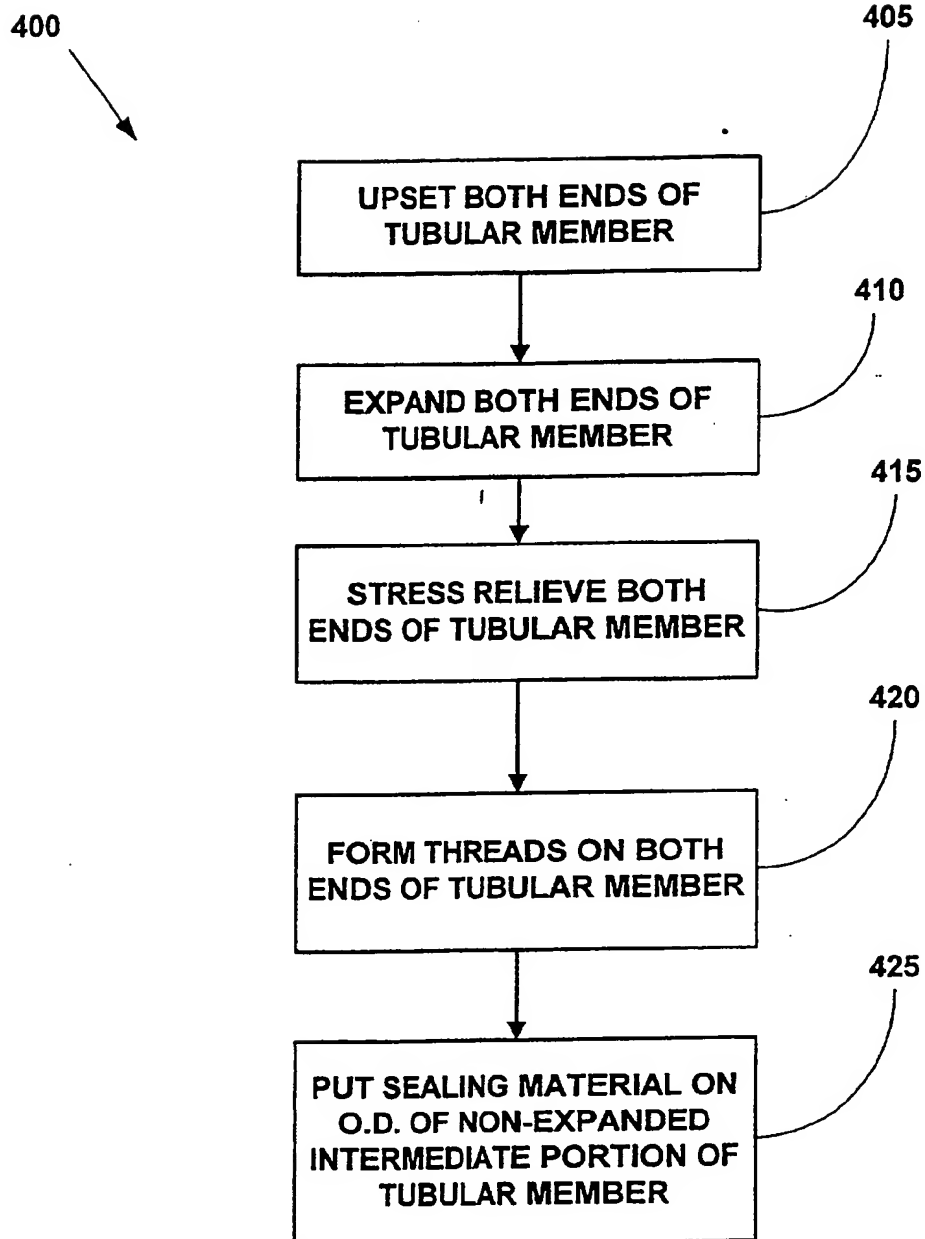 400
405
UPSET BOTH ENDS OF
TUBULAR MEMBER
410
EXPAND BOTH ENDS OF
TUBULAR MEMBER
415
STRESS RELIEVE BOTH
ENDS OF TUBULAR MEMBER
420
FORM THREADS ON BOTH
ENDS OF TUBULAR MEMBER
425
PUT SEALING MATERIAL ON
O.D. OF NON-EXPANDED
INTERMEDIATE PORTION OF
TUBULAR MEMBER